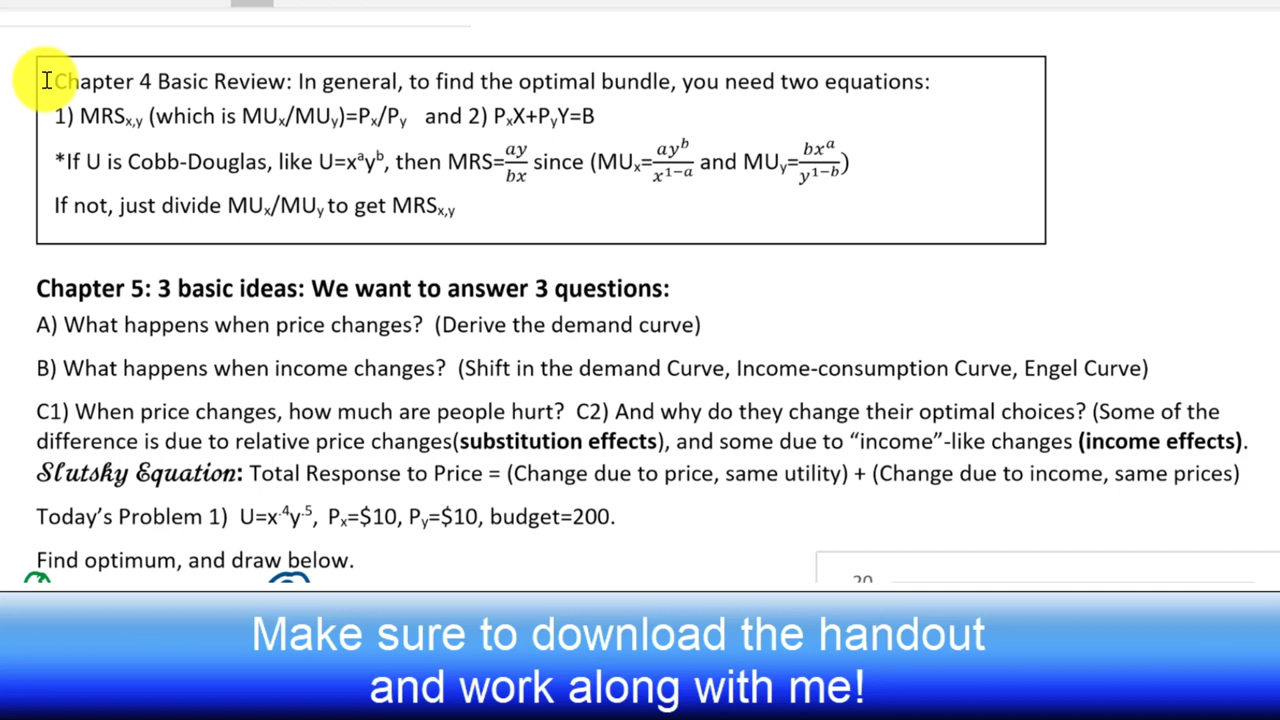 Chapter 4 Basic Review: In general, to find the optimal bundle, you need two equations:
1) MRSx,y (which is MUx/MUy)=Px/Py and 2) PxX+PyY=B
*If U is Cobb-Douglas, like U=xᵃyᵇ, then MRS=ay/bx since (MUx=ayᵇ/x¹⁻ᵃ and MUy=bxᵃ/y¹⁻ᵇ)
If not, just divide MUx/MUy to get MRSx,y
Chapter 5: 3 basic ideas: We want to answer 3 questions:
A) What happens when price changes? (Derive the demand curve)
B) What happens when income changes? (Shift in the demand Curve, Income-consumption Curve, Engel Curve)
C1) When price changes, how much are people hurt? C2) And why do they change their optimal choices? (Some of the
difference is due to relative price changes(substitution effects), and some due to “income”-like changes (income effects).
Slutsky Equation: Total Response to Price = (Change due to price, same utility) + (Change due to income, same prices)
Today’s Problem 1) U=x^.4y^.5, Px=$10, Py=$10, budget=200.
Find optimum, and draw below.
20
Make sure to download the handout
and work along with me!